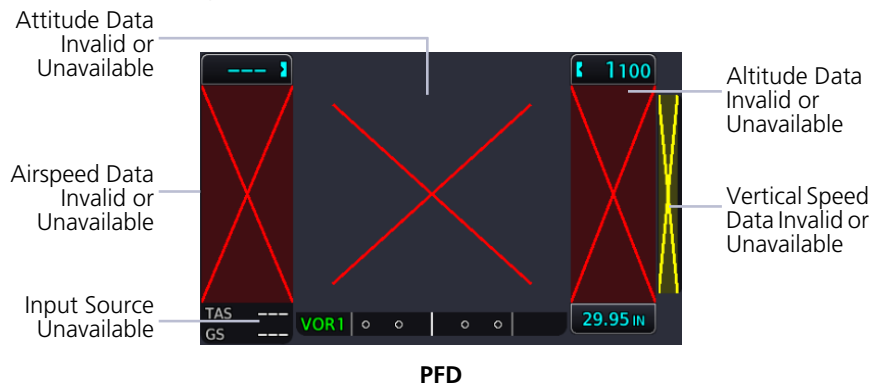 Attitude Data
Invalid or
Unavailable
--- 
1100
Altitude Data
Invalid or
Unavailable
Airspeed Data
Invalid or
Unavailable
Vertical Speed
Data Invalid or
Unavailable
Input Source
Unavailable
TAS ---
GS ---
VOR1
29.95 IN
PFD